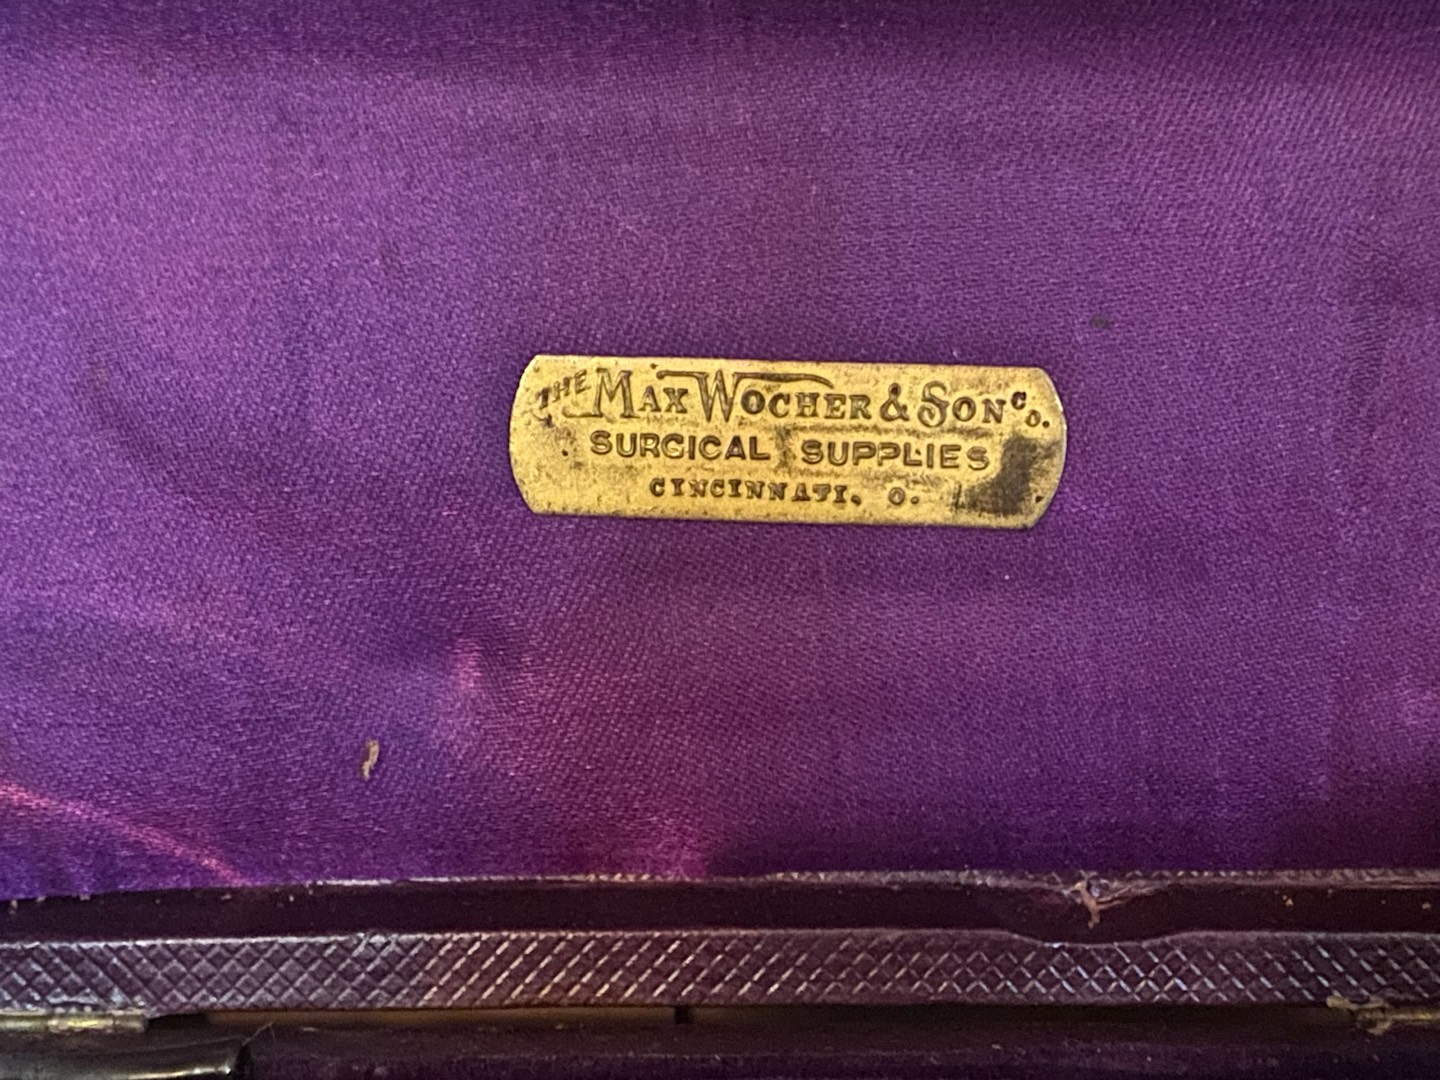 THE MAX WOCHER & SON Co.
SURGICAL SUPPLIES
CINCINNATI. O.